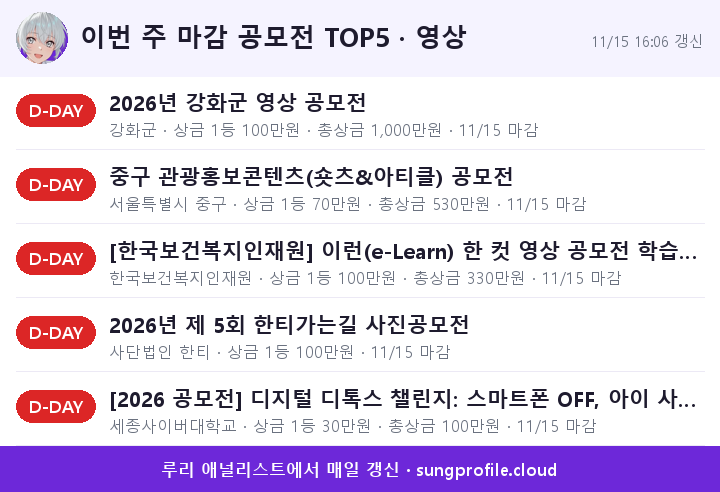 이번 주 마감 공모전 TOP5 · 영상
11/15 16:06 갱신
D-DAY
2026년 강화군 영상 공모전
강화군 · 상금 1등 100만원 · 총상금 1,000만원 · 11/15 마감
D-DAY
중구 관광홍보콘텐츠(숏츠&아티클) 공모전
서울특별시 중구 · 상금 1등 70만원 · 총상금 530만원 · 11/15 마감
D-DAY
[한국보건복지인재원] 이런(e-Learn) 한 컷 영상 공모전 학습...
한국보건복지인재원 · 상금 1등 100만원 · 총상금 330만원 · 11/15 마감
D-DAY
2026년 제 5회 한티가는길 사진공모전
사단법인 한티 · 상금 1등 100만원 · 11/15 마감
D-DAY
[2026 공모전] 디지털 디톡스 챌린지: 스마트폰 OFF, 아이 사...
세종사이버대학교 · 상금 1등 30만원 · 총상금 100만원 · 11/15 마감
루리 애널리스트에서 매일 갱신 · sungprofile.cloud